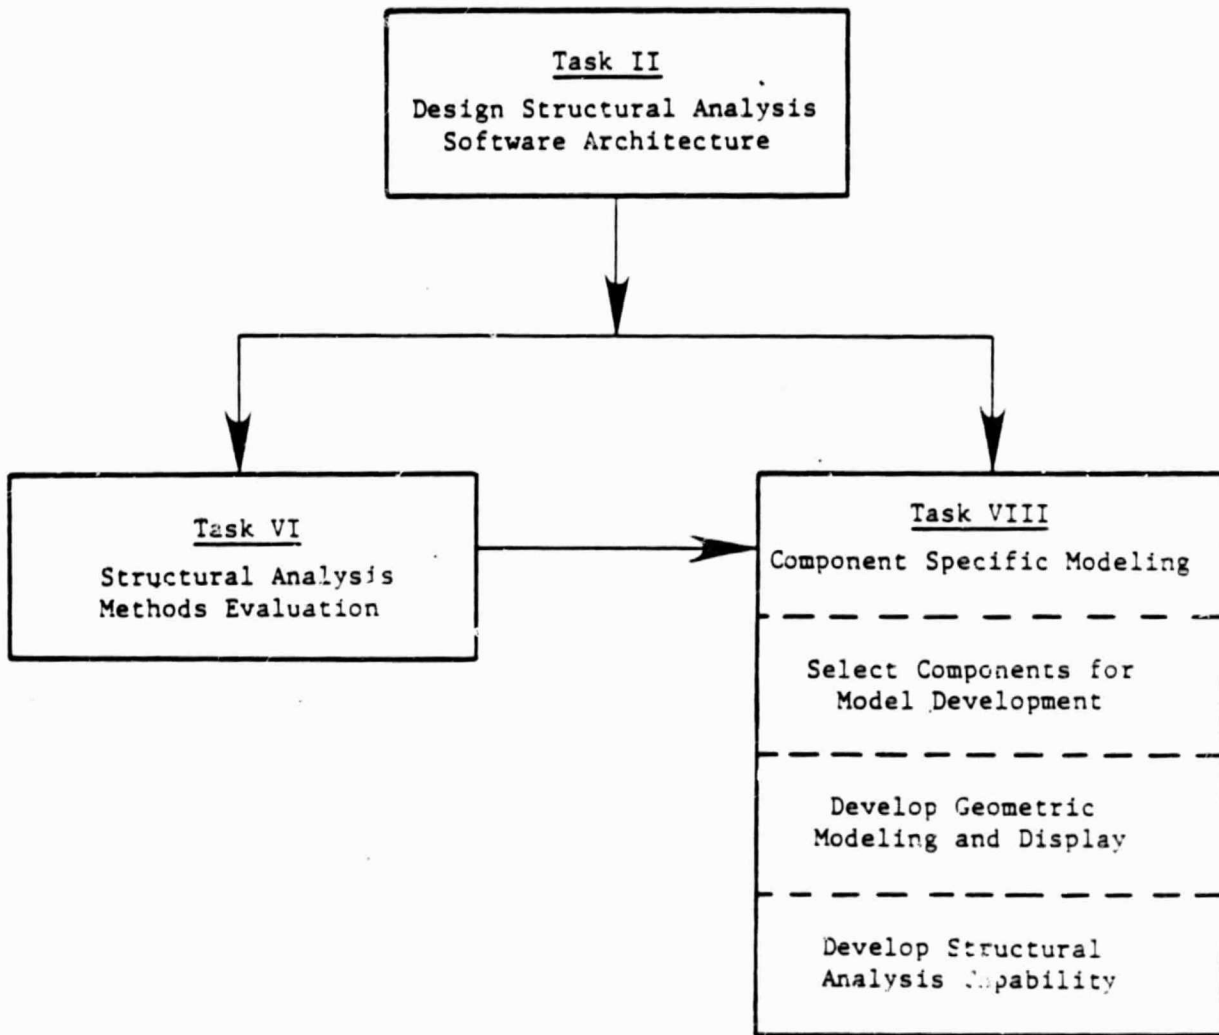 Task II
Design Structural Analysis
Software Architecture
Task VI
Structural Analysis
Methods Evaluation
Task VIII
Component Specific Modeling
Select Components for
Model Development
Develop Geometric
Modeling and Display
Develop Structural
Analysis Capability